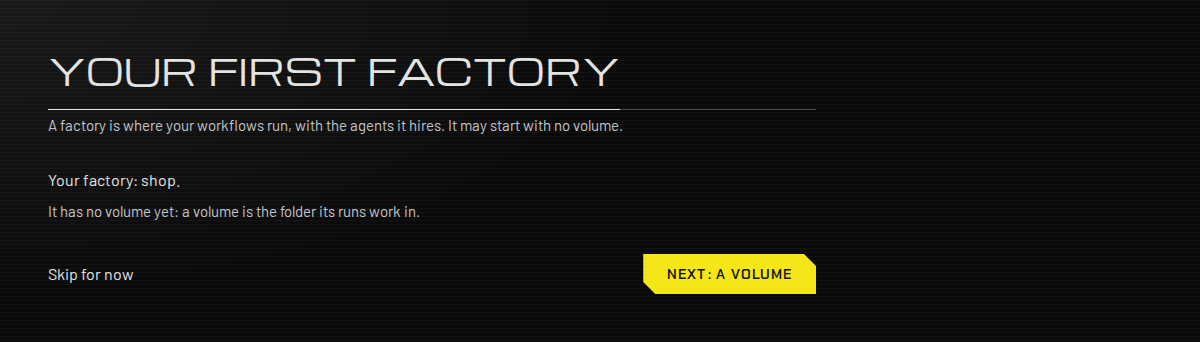 YOUR FIRST FACTORY
A factory is where your workflows run, with the agents it hires. It may start with no volume.
Your factory: shop.
It has no volume yet: a volume is the folder its runs work in.
Skip for now
NEXT: A VOLUME